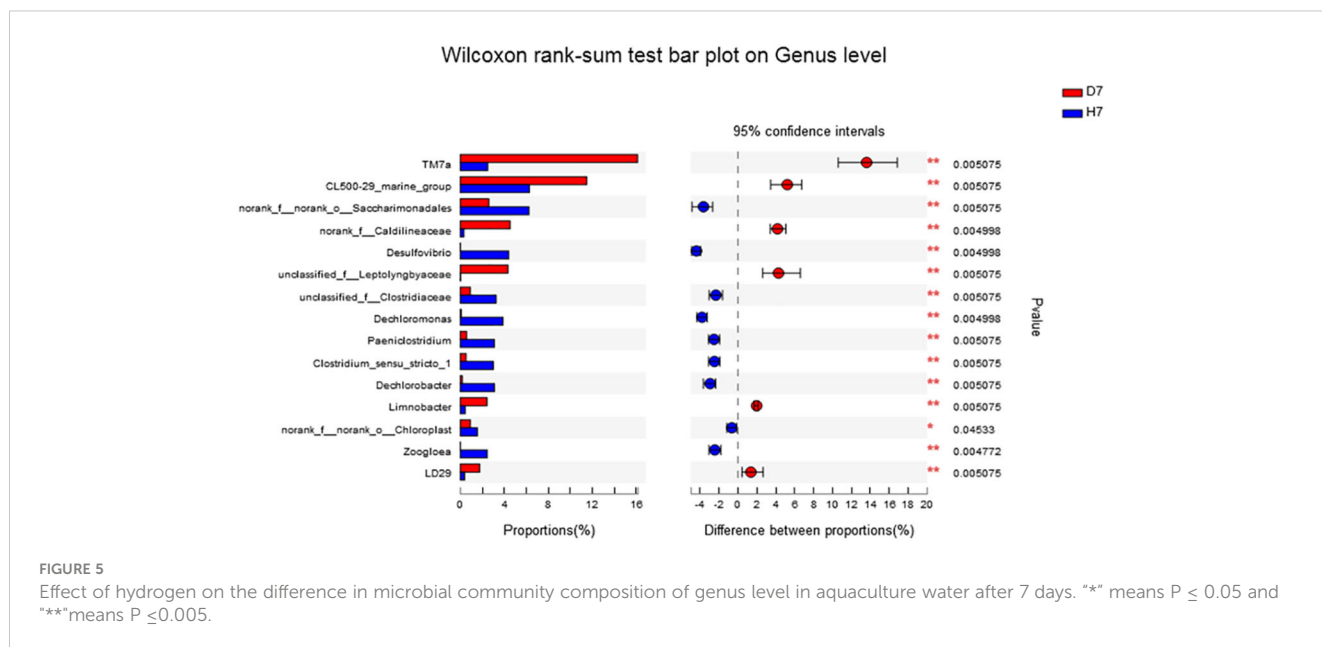 Wilcoxon rank-sum test bar plot on Genus level
D7
H7
95% confidence intervals
TM7a ** 0.005075
CL500-29_marine_group ** 0.005075
norank_f__norank_o__Saccharimonadales ** 0.005075
norank_f__Caldilineaceae ** 0.004998
Desulfovibrio ** 0.004998
unclassified_f__Leptolyngbyaceae ** 0.005075
unclassified_f__Clostridiaceae ** 0.005075
Dechloromonas ** 0.004998
Paeniclostridium ** 0.005075
Clostridium_sensu_stricto_1 ** 0.005075
Dechlorobacter ** 0.005075
Limnobacter ** 0.005075
norank_f__norank_o__Chloroplast * 0.04533
Zoogloea ** 0.004772
LD29 ** 0.005075
Pvalue
0 4 8 12 16 -4 -2 0 2 4 6 8 10 12 14 16 18 20
Proportions(%) Difference between proportions(%)
FIGURE 5
Effect of hydrogen on the difference in microbial community composition of genus level in aquaculture water after 7 days. "*" means P ≤ 0.05 and
"**"means P ≤0.005.